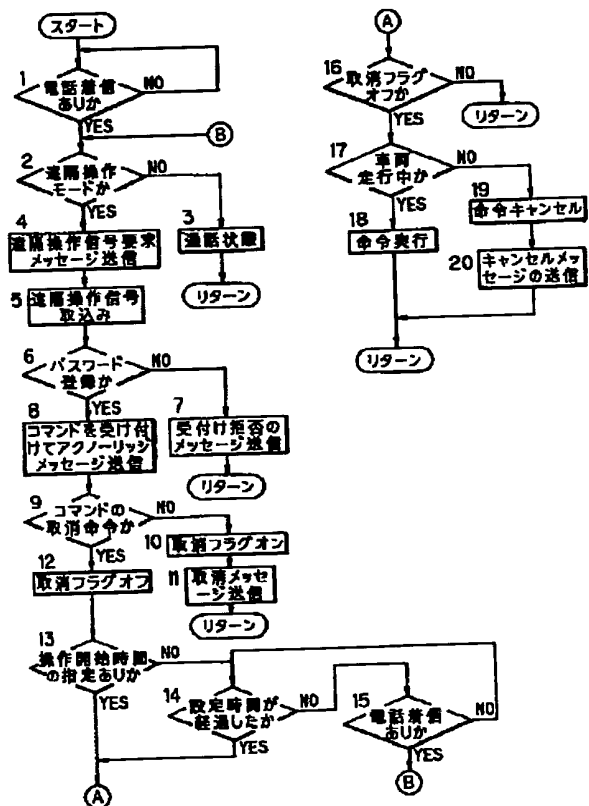 スタート
1
電話着信
ありか
NO
YES
B
2
遠隔操作
モードか
NO
YES
4
遠隔操作信号要求
メッセージ送信
3
通話状態
リターン
5
遠隔操作信号
取込み
6
パスワード
登録か
NO
YES
8
コマンドを受け付
けてアクノーリッジ
メッセージ送信
7
受付け拒否の
メッセージ送信
リターン
9
コマンドの
取消命令か
NO
YES
10
取消フラグオン
12
取消フラグオフ
11
取消メッセ
ージ送信
リターン
13
操作開始時間
の指定ありか
NO
YES
14
設定時間が
経過したか
NO
YES
15
電話着信
ありか
NO
YES
A
B
A
16
取消フラグ
オフか
NO
YES
リターン
17
車両
走行中か
NO
YES
18
命令実行
19
命令キャンセル
20
キャンセルメッ
セージの送信
リターン